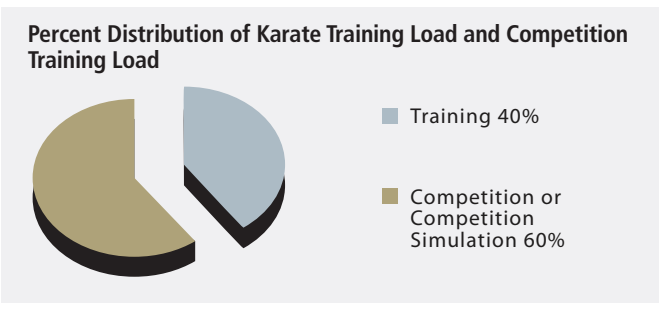 Percent Distribution of Karate Training Load and Competition
Training Load
Training 40%
Competition or
Competition
Simulation 60%